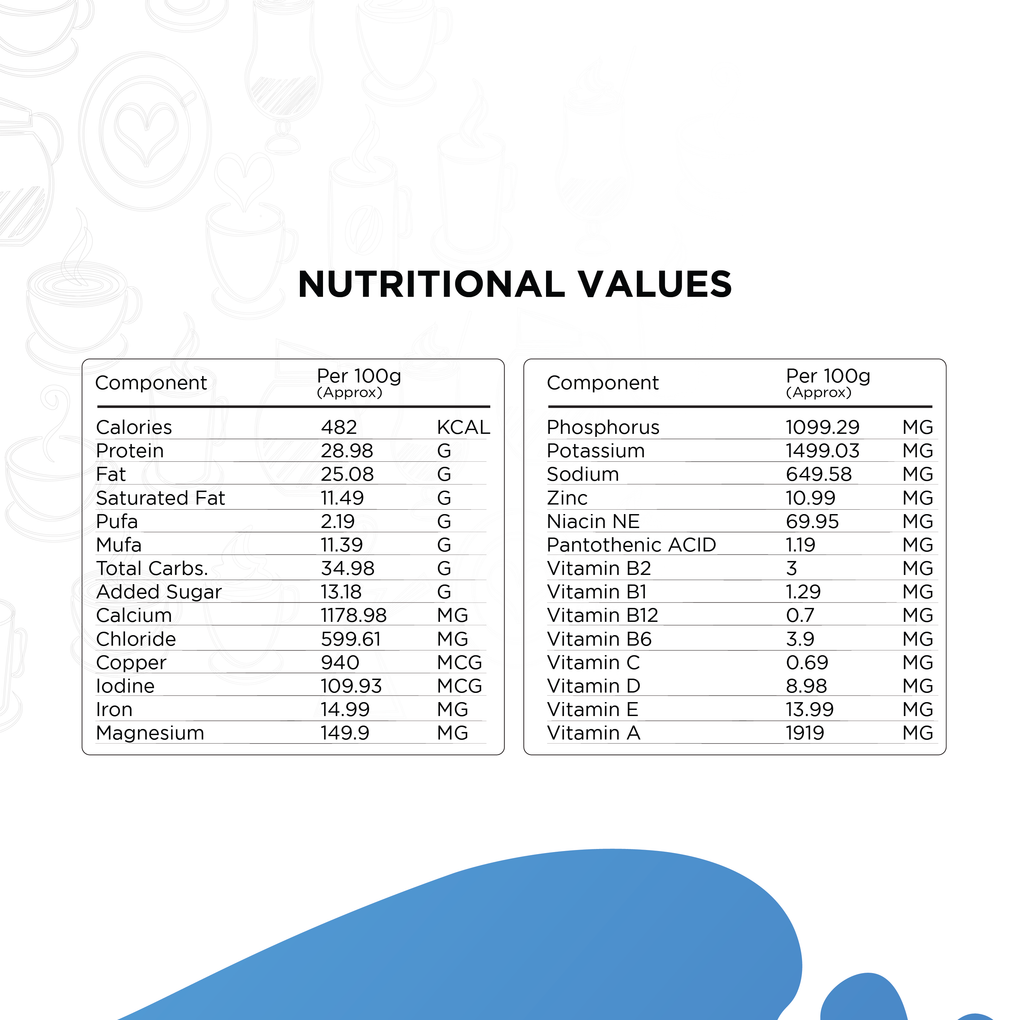 NUTRITIONAL VALUES
Component Per 100g
(Approx)
Calories 482 KCAL
Protein 28.98 G
Fat 25.08 G
Saturated Fat 11.49 G
Pufa 2.19 G
Mufa 11.39 G
Total Carbs. 34.98 G
Added Sugar 13.18 G
Calcium 1178.98 MG
Chloride 599.61 MG
Copper 940 MCG
Iodine 109.93 MCG
Iron 14.99 MG
Magnesium 149.9 MG
Component Per 100g
(Approx)
Phosphorus 1099.29 MG
Potassium 1499.03 MG
Sodium 649.58 MG
Zinc 10.99 MG
Niacin NE 69.95 MG
Pantothenic ACID 1.19 MG
Vitamin B2 3 MG
Vitamin B1 1.29 MG
Vitamin B12 0.7 MG
Vitamin B6 3.9 MG
Vitamin C 0.69 MG
Vitamin D 8.98 MG
Vitamin E 13.99 MG
Vitamin A 1919 MG